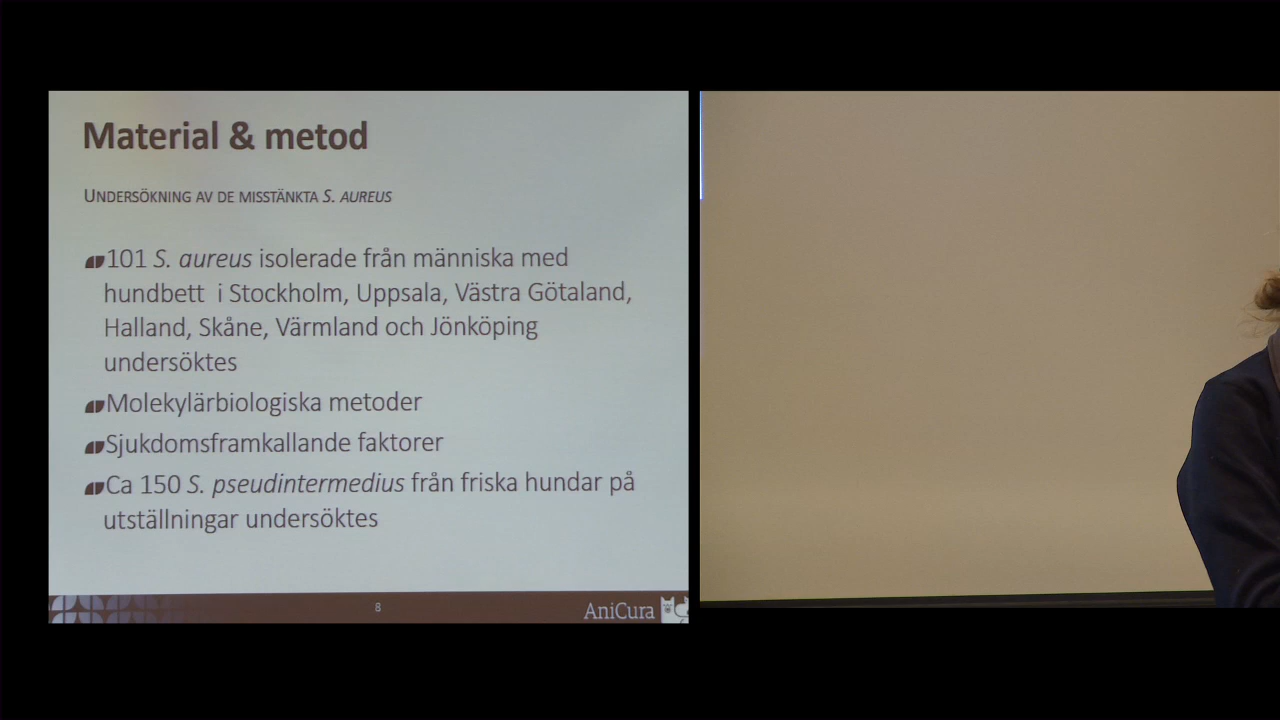 Material & metod
UNDERSÖKNING AV DE MISSTÄNKTA S. AUREUS
101 S. aureus isolerade från människa med
hundbett i Stockholm, Uppsala, Västra Götaland,
Halland, Skåne, Värmland och Jönköping
undersöktes
Molekylärbiologiska metoder
Sjukdomsframkallande faktorer
Ca 150 S. pseudintermedius från friska hundar på
utställningar undersöktes
8
AniCura